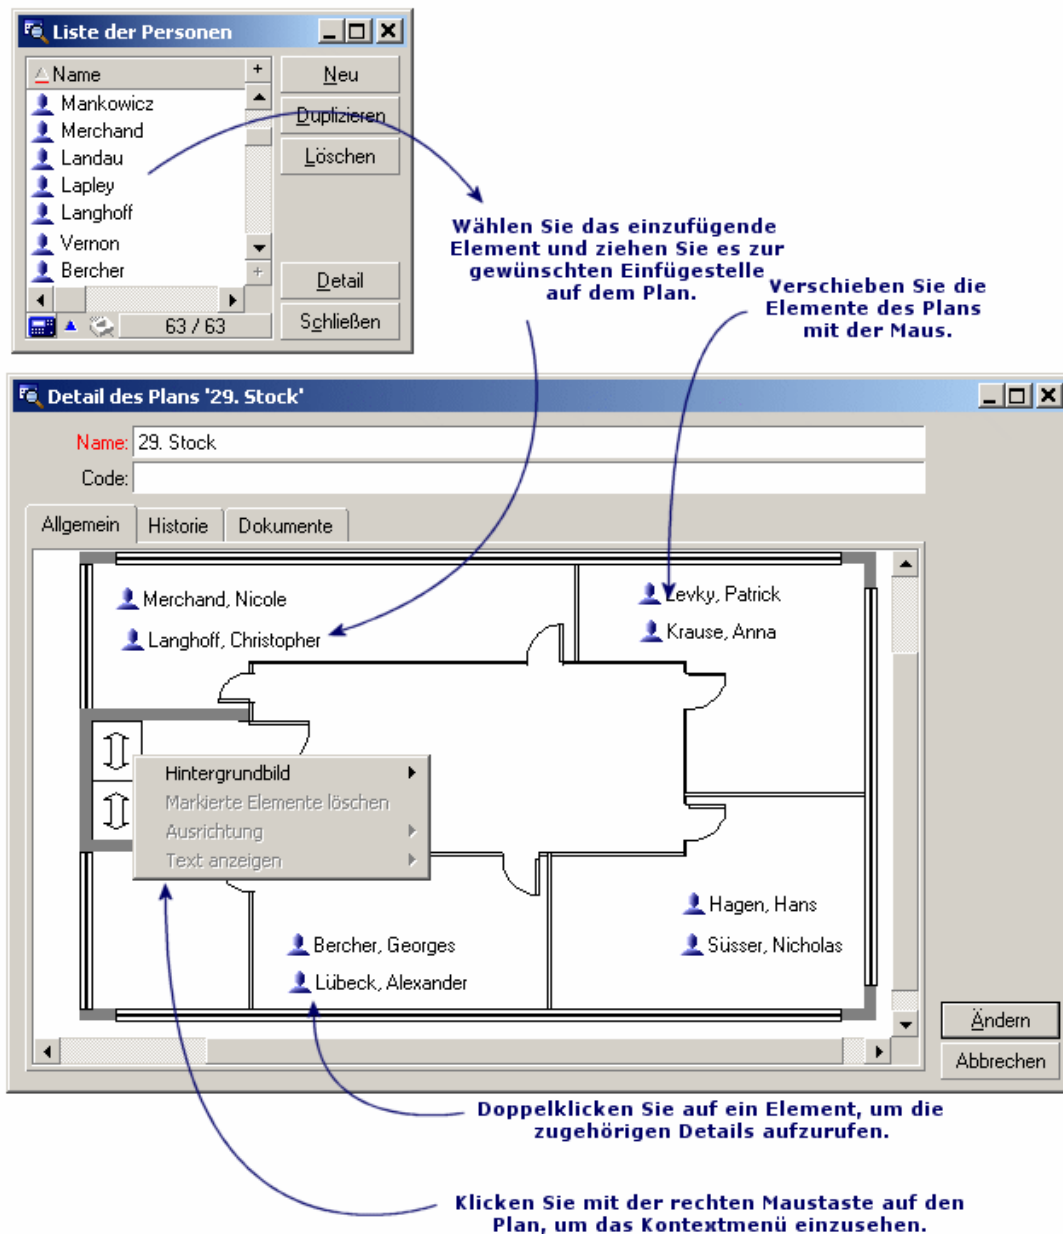 Liste der Personen
Name
+
Neu
Mankowicz
Duplizieren
Merchand
Landau
Löschen
Lapley
Langhoff
Vernon
Bercher
+
Detail
63 / 63
Schließen
Wählen Sie das einzufügende
Element und ziehen Sie es zur
gewünschten Einfügestelle
auf dem Plan.
Verschieben Sie die
Elemente des Plans
mit der Maus.
Detail des Plans '29. Stock'
Name: 29. Stock
Code:
Allgemein
Historie
Dokumente
Merchand, Nicole
Langhoff, Christopher
Levky, Patrick
Krause, Anna
Hintergrundbild
Markierte Elemente löschen
Ausrichtung
Text anzeigen
Hagen, Hans
Süsser, Nicholas
Bercher, Georges
Lübeck, Alexander
Ändern
Abbrechen
Doppelklicken Sie auf ein Element, um die
zugehörigen Details aufzurufen.
Klicken Sie mit der rechten Maustaste auf den
Plan, um das Kontextmenü einzusehen.